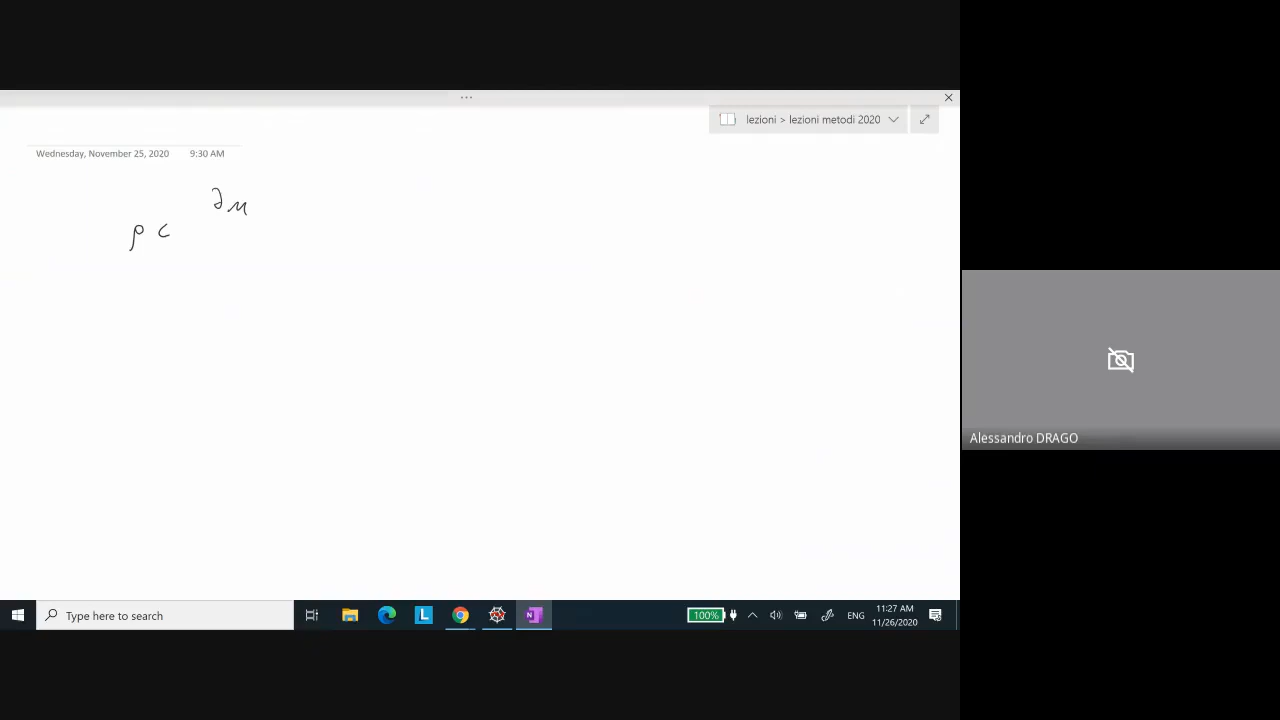 lezioni > lezioni metodi 2020
Wednesday, November 25, 2020 9:30 AM
∂u
ρ c
Alessandro DRAGO
Type here to search
L
N
100%
ENG
11:27 AM
11/26/2020